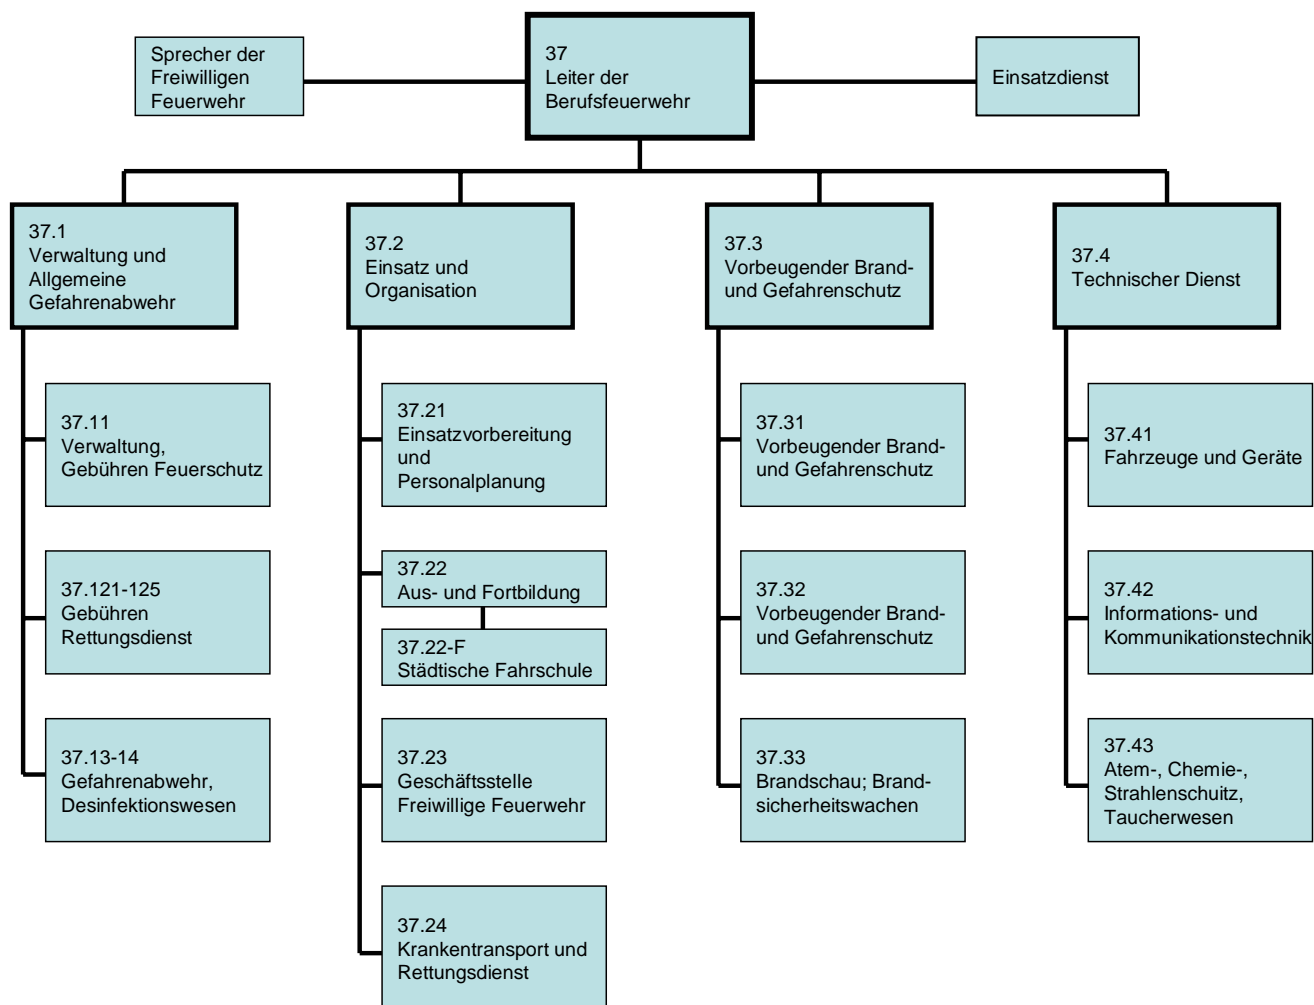 Sprecher der
Freiwilligen
Feuerwehr
37
Leiter der
Berufsfeuerwehr
Einsatzdienst
37.1
Verwaltung und
Allgemeine
Gefahrenabwehr
37.2
Einsatz und
Organisation
37.3
Vorbeugender Brand-
und Gefahrenschutz
37.4
Technischer Dienst
37.11
Verwaltung,
Gebühren Feuerschutz
37.121-125
Gebühren
Rettungsdienst
37.13-14
Gefahrenabwehr,
Desinfektionswesen
37.21
Einsatzvorbereitung
und
Personalplanung
37.22
Aus- und Fortbildung
37.22-F
Städtische Fahrschule
37.23
Geschäftsstelle
Freiwillige Feuerwehr
37.24
Krankentransport und
Rettungsdienst
37.31
Vorbeugender Brand-
und Gefahrenschutz
37.32
Vorbeugender Brand-
und Gefahrenschutz
37.33
Brandschau; Brand-
sicherheitswachen
37.41
Fahrzeuge und Geräte
37.42
Informations- und
Kommunikationstechnik
37.43
Atem-, Chemie-,
Strahlenschuitz,
Taucherwesen